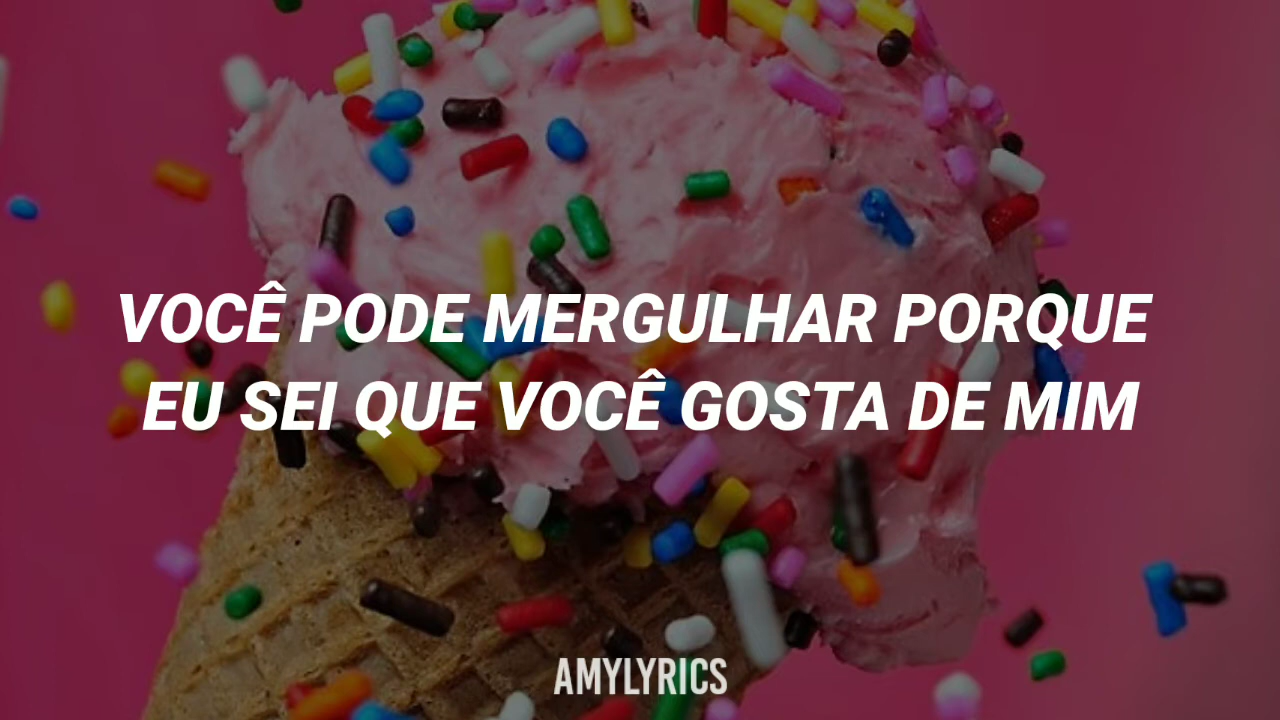 VOCÊ PODE MERGULHAR PORQUE
EU SEI QUE VOCÊ GOSTA DE MIM
AMYLYRICS